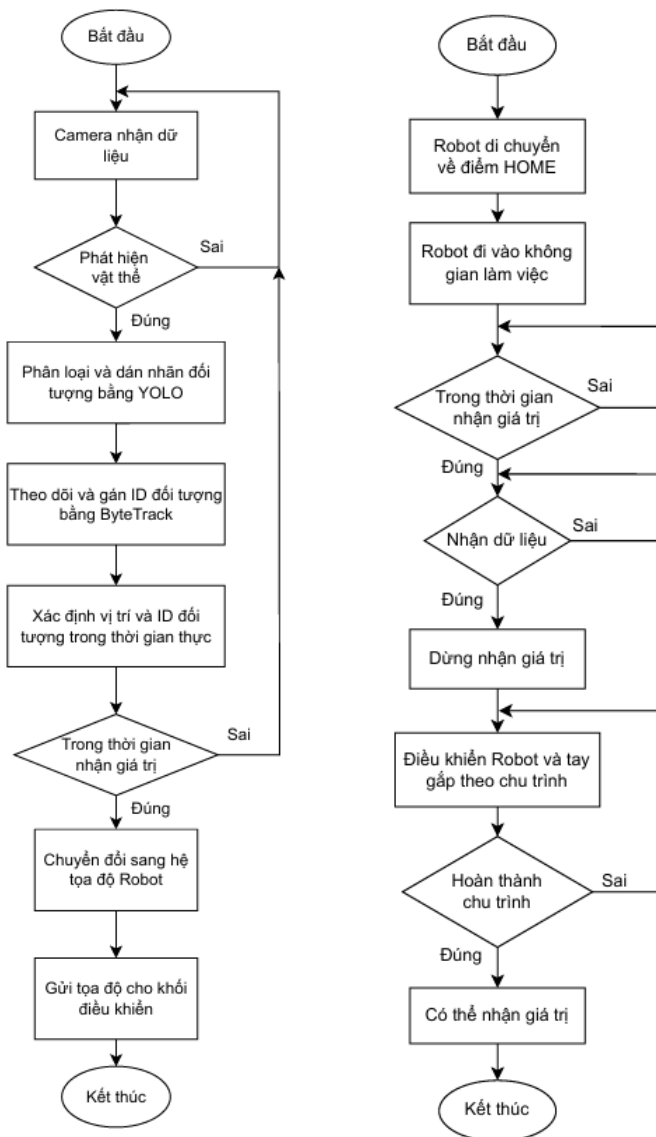 Bắt đầu
Camera nhận dữ
liệu
Phát hiện
vật thể
Sai
Đúng
Phân loại và dán nhãn đối
tượng bằng YOLO
Theo dõi và gán ID đối tượng
bằng ByteTrack
Xác định vị trí và ID đối
tượng trong thời gian thực
Trong thời gian
nhận giá trị
Sai
Đúng
Chuyển đổi sang hệ
tọa độ Robot
Gửi tọa độ cho khối
điều khiển
Kết thúc
Bắt đầu
Robot di chuyển
về điểm HOME
Robot đi vào không
gian làm việc
Trong thời gian
nhận giá trị
Sai
Đúng
Nhận dữ liệu
Sai
Đúng
Dừng nhận giá trị
Điều khiển Robot và tay
gắp theo chu trình
Hoàn thành
chu trình
Sai
Đúng
Có thể nhận giá trị
Kết thúc